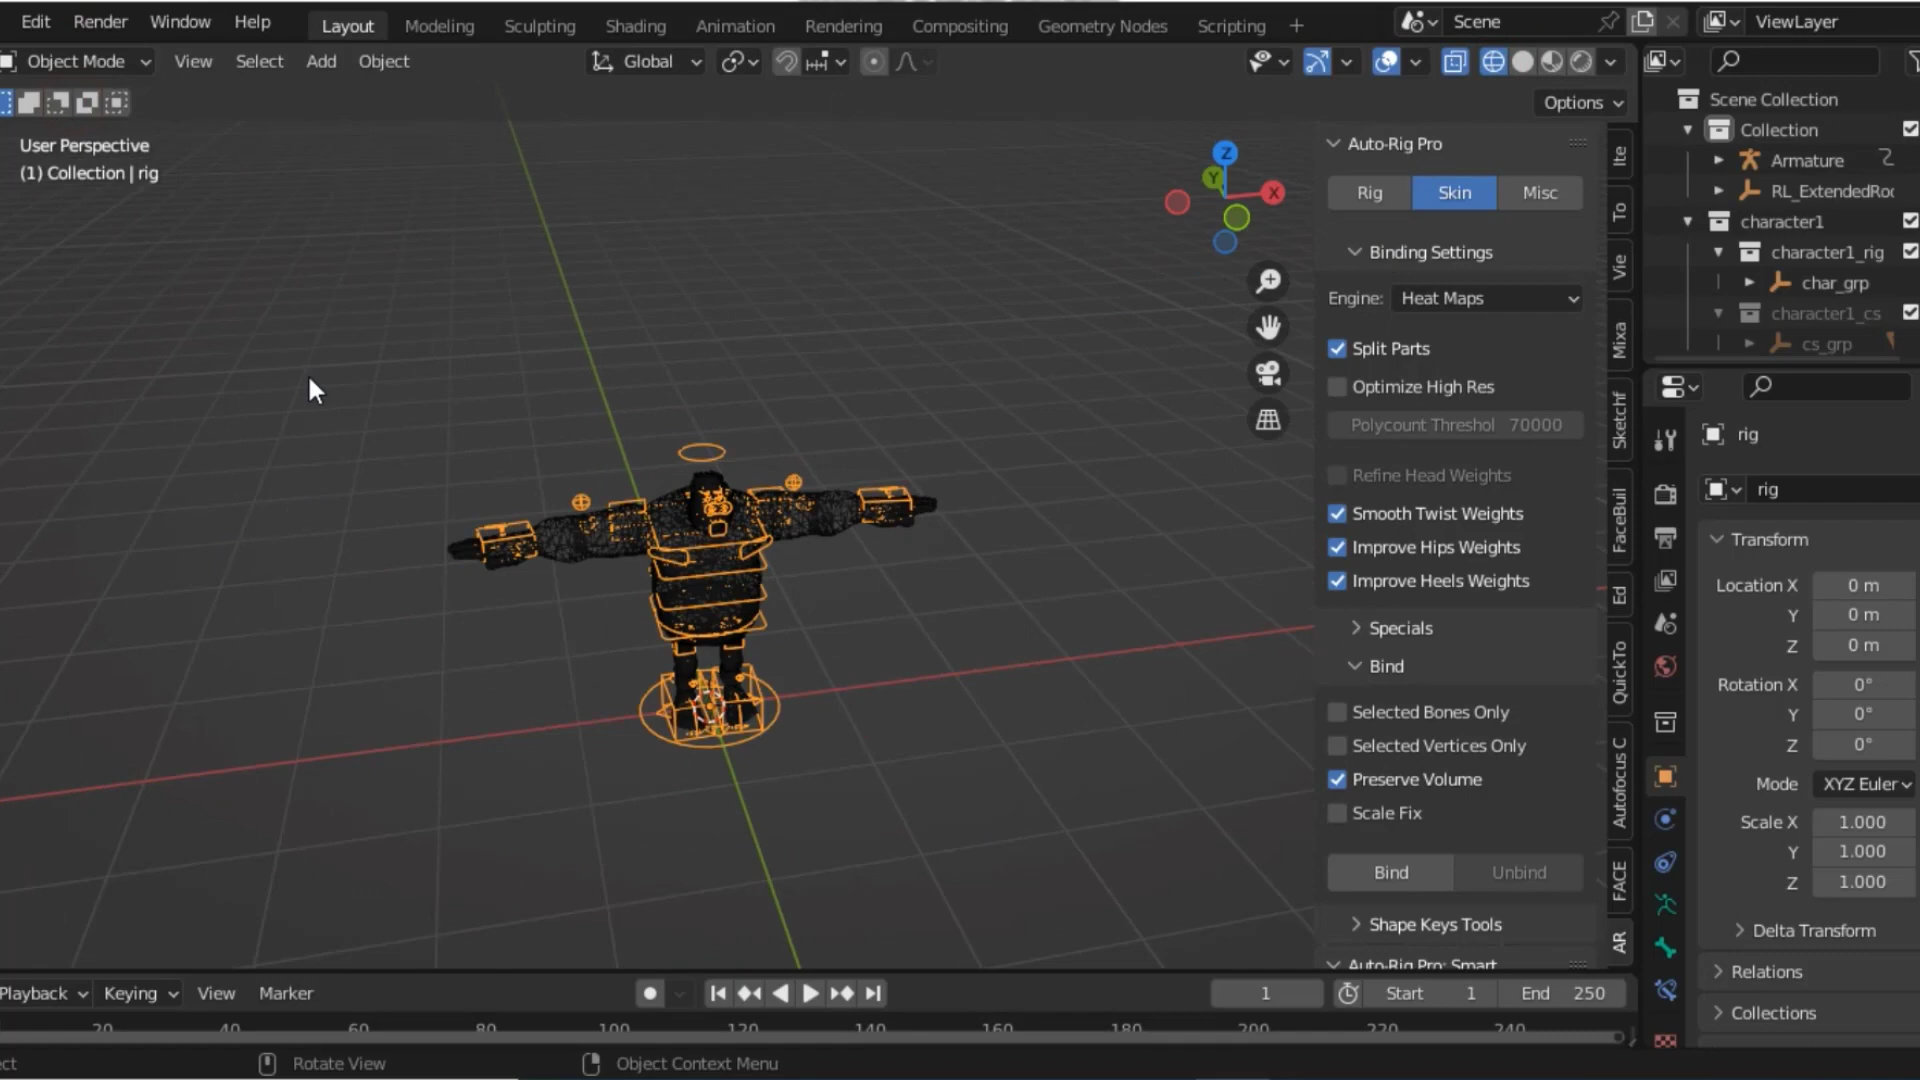 Edit Render Window Help Layout Modeling Sculpting Shading Animation Rendering Compositing Geometry Nodes Scripting + Scene ViewLayer
Object Mode View Select Add Object Global
Options
User Perspective
(1) Collection | rig
Z
Y
X
Auto-Rig Pro
Rig Skin Misc
Binding Settings
Engine: Heat Maps
Split Parts
Optimize High Res
Polycount Threshol 70000
Refine Head Weights
Smooth Twist Weights
Improve Hips Weights
Improve Heels Weights
Specials
Bind
Selected Bones Only
Selected Vertices Only
Preserve Volume
Scale Fix
Bind Unbind
Shape Keys Tools
Auto-Rig Pro: Smart
Ite
To
Vie
Mixa
Sketchf
FaceBuil
Ed
QuickTo
Autofocus C
FACE
AR
Scene Collection
Collection
Armature
RL_ExtendedRoo
character1
character1_rig
char_grp
character1_cs
cs_grp
rig
rig
Transform
Location X 0 m
Y 0 m
Z 0 m
Rotation X 0°
Y 0°
Z 0°
Mode XYZ Euler
Scale X 1.000
Y 1.000
Z 1.000
Delta Transform
Relations
Collections
Playback Keying View Marker 1 Start 1 End 250
20 40 60 80 100 120 140 160 180 200 220 240
ect Rotate View Object Context Menu